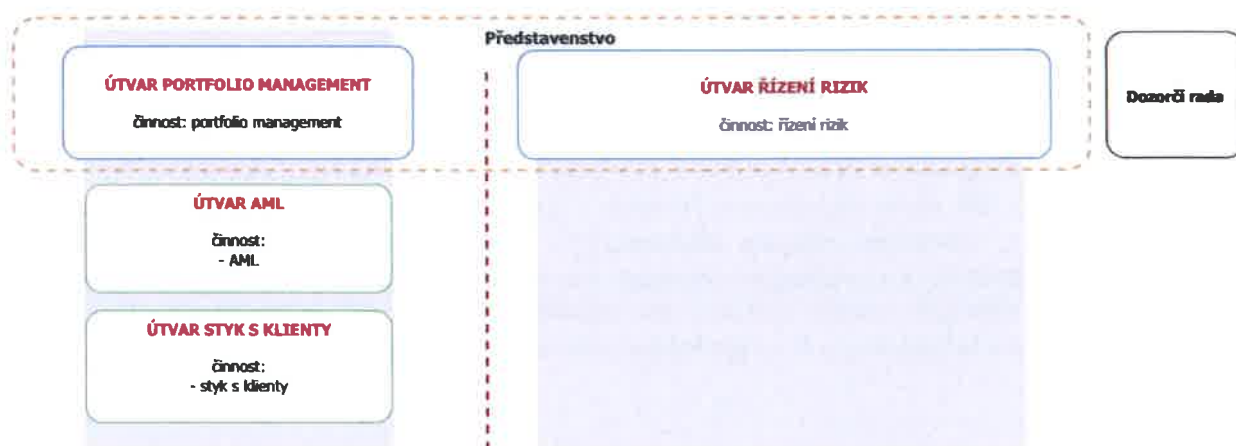 Představenstvo
ÚTVAR PORTFOLIO MANAGEMENT
činnost: portfolio management
ÚTVAR ŘÍZENÍ RIZIK
činnost: řízení rizik
Dozorčí rada
ÚTVAR AML
činnost:
- AML
ÚTVAR STYK S KLIENTY
činnost:
- styk s klienty